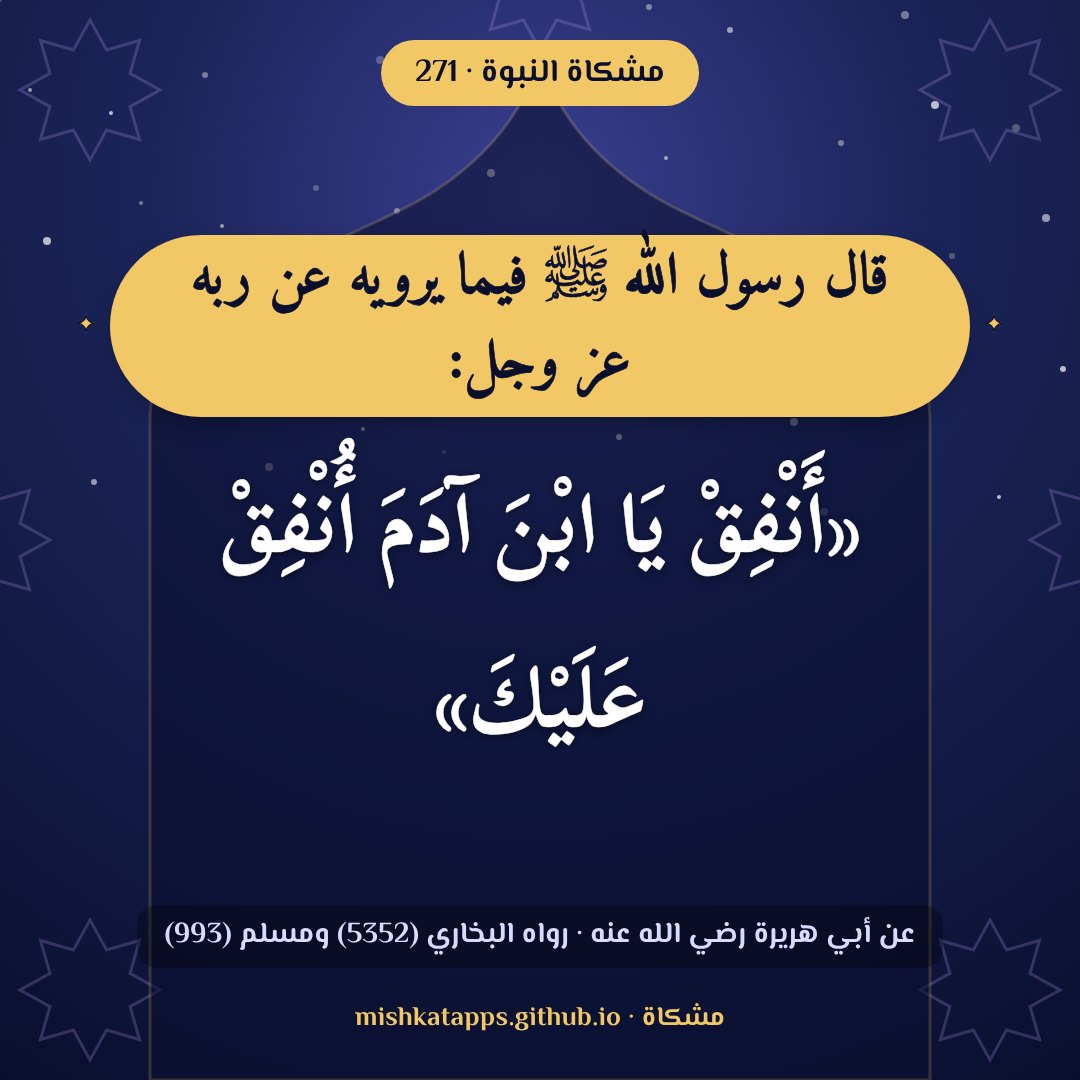 مشكاة النبوة · 271
قال رسول الله ﷺ فيما يرويه عن ربه
عز وجل:
«أَنْفِقْ يَا ابْنَ آدَمَ أُنْفِقْ
عَلَيْكَ»
عن أبي هريرة رضي الله عنه · رواه البخاري (5352) ومسلم (993)
مشكاة · mishkatapps.github.io